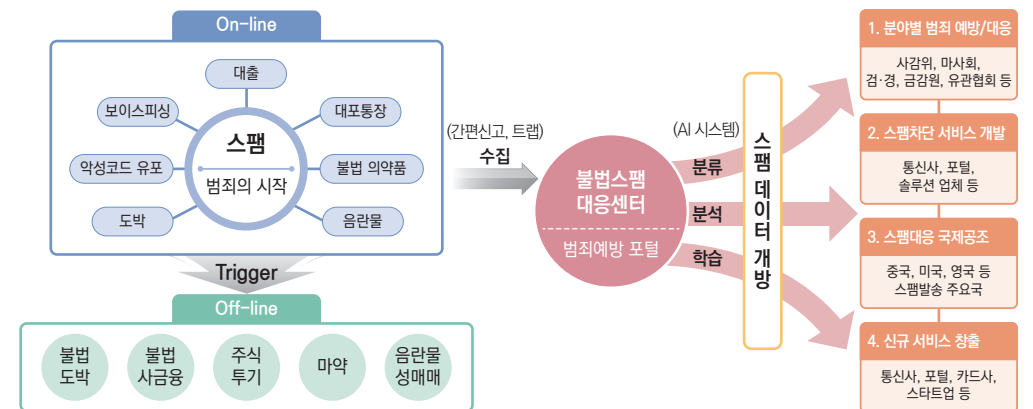 On-line
대출
보이스피싱
대포통장
스팸
범죄의 시작
악성코드 유포
불법 의약품
도박
음란물
Trigger
Off-line
불법
도박
불법
사금융
주식
투기
마약
음란물
성매매
(간편신고, 트랩)
수집
불법스팸
대응센터
범죄예방 포털
(AI 시스템)
분류
분석
학습
스팸 데이터 개방
1. 분야별 범죄 예방/대응
사감위, 마사회,
검·경, 금감원, 유관협회 등
2. 스팸차단 서비스 개발
통신사, 포털,
솔루션 업체 등
3. 스팸대응 국제공조
중국, 미국, 영국 등
스팸발송 주요국
4. 신규 서비스 창출
통신사, 포털, 카드사,
스타트업 등